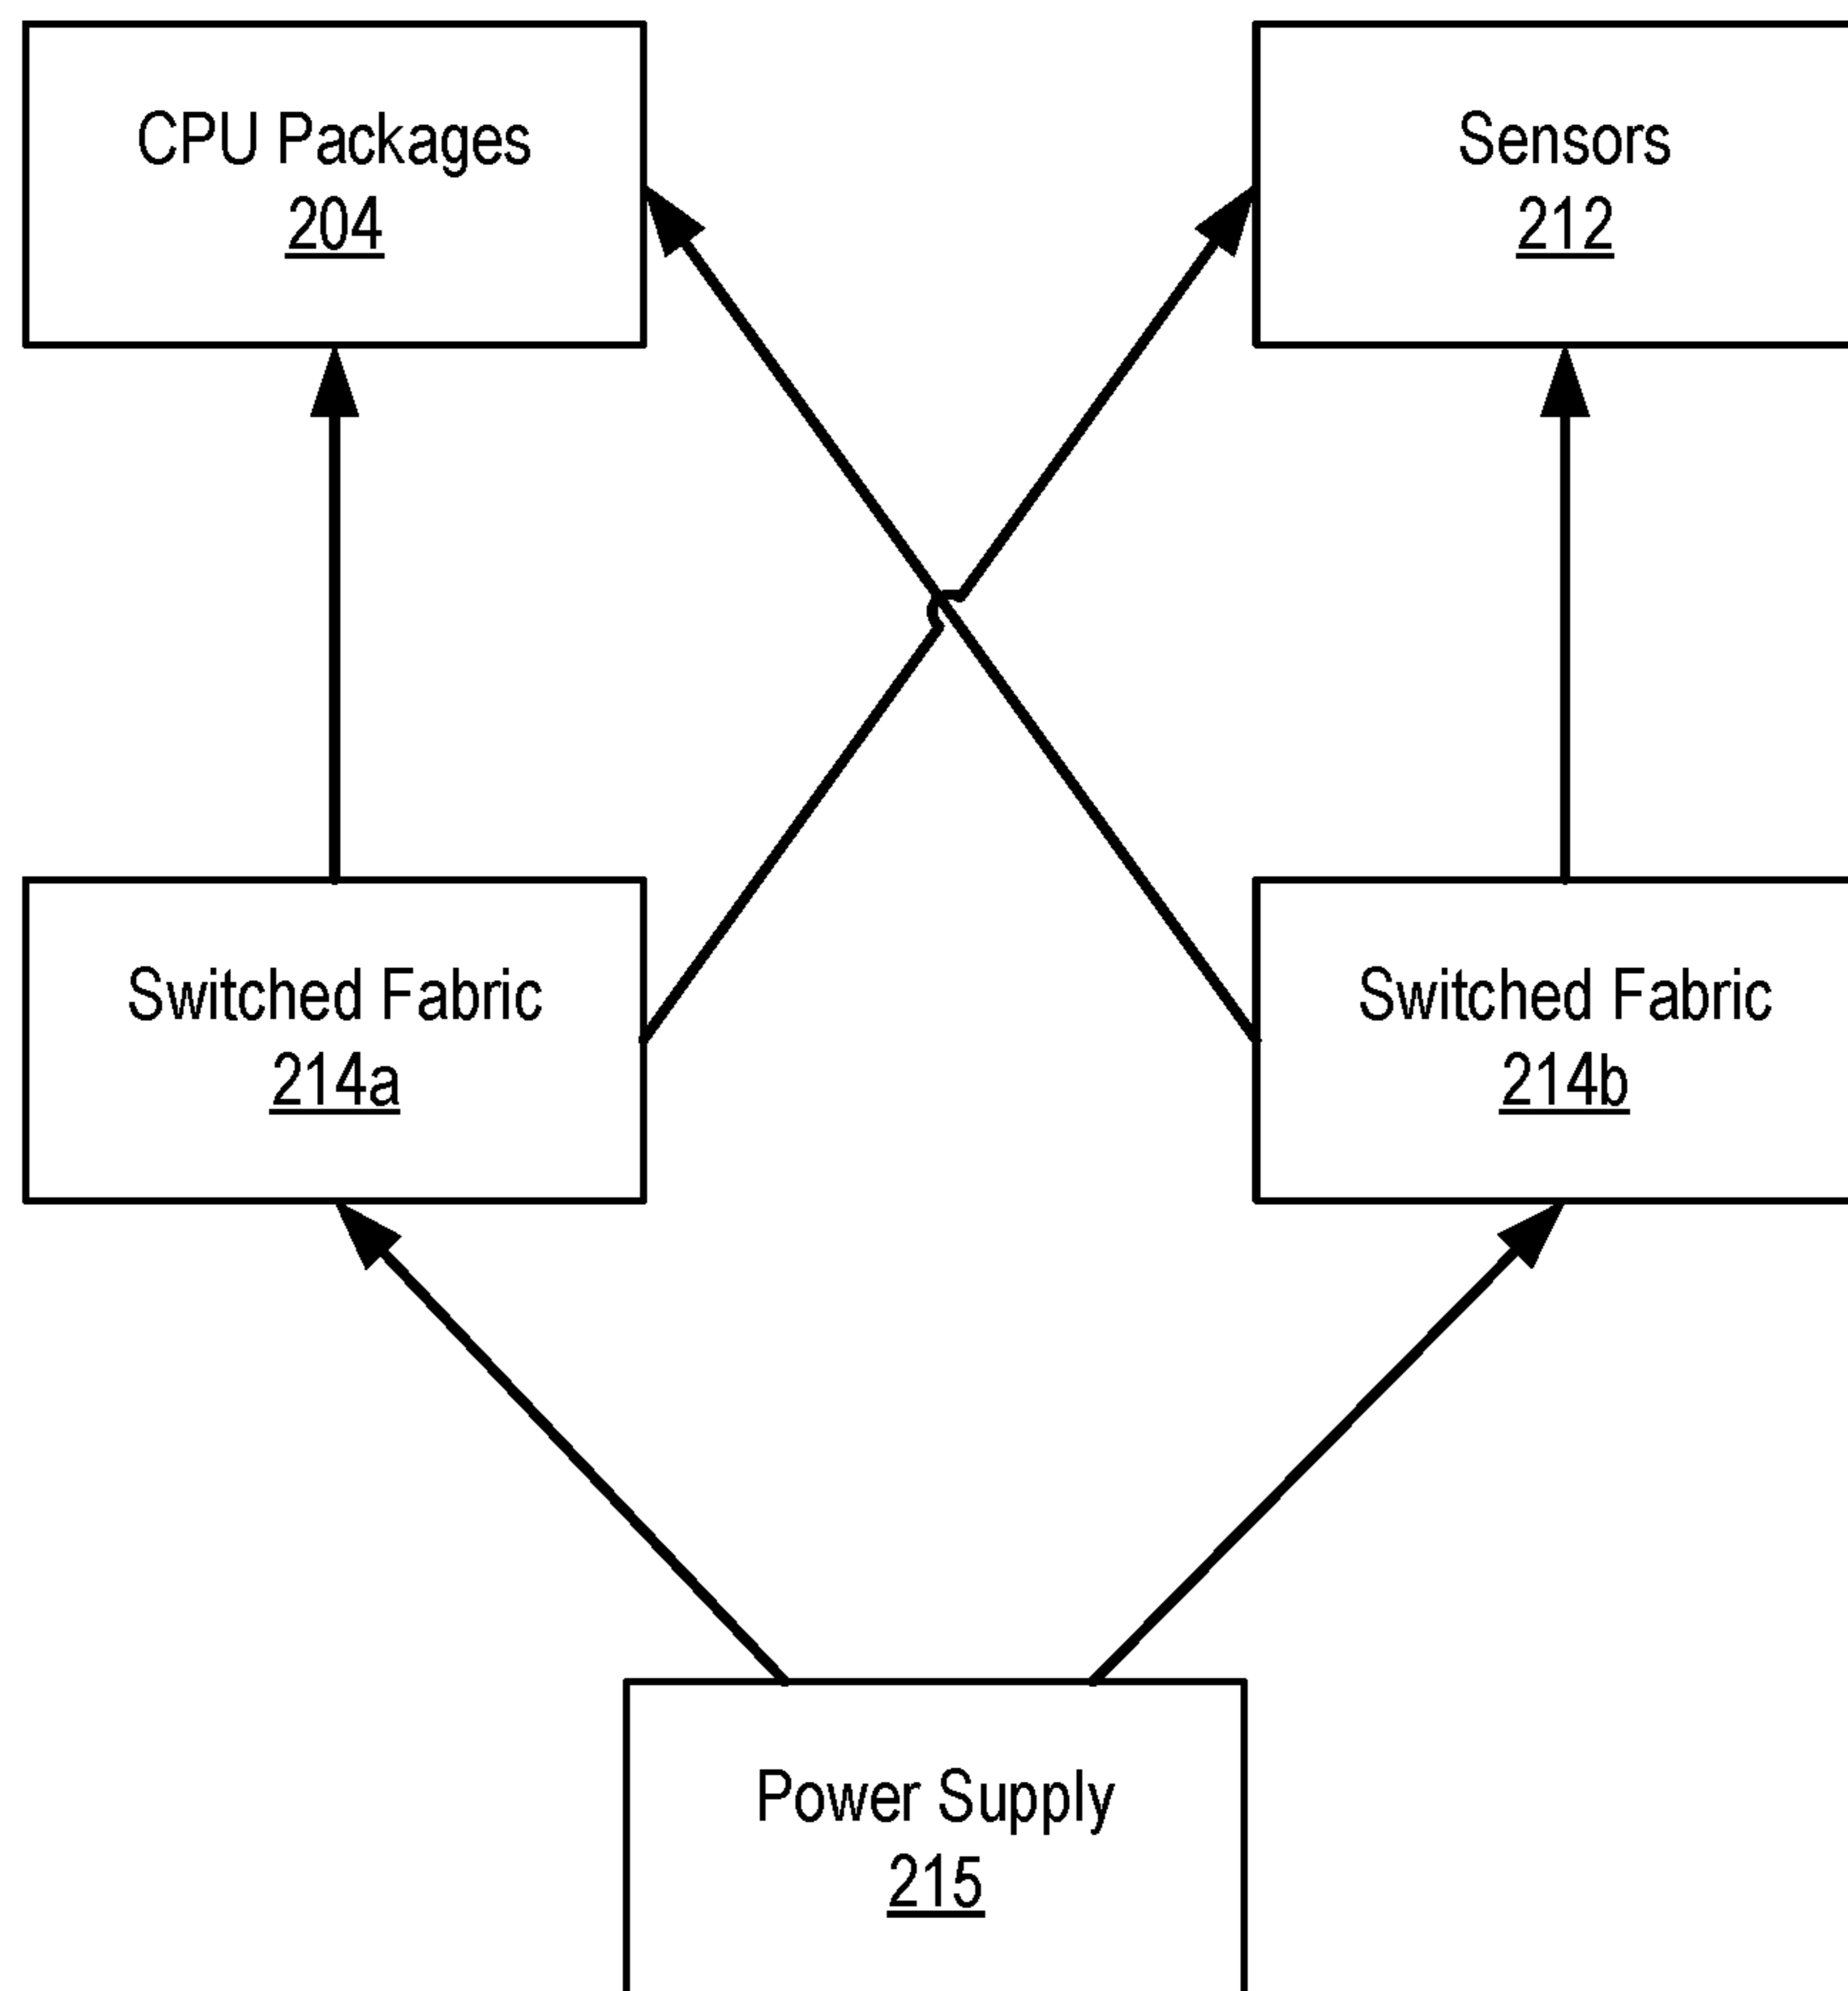 CPU Packages
204
Sensors
212
Switched Fabric
214a
Switched Fabric
214b
Power Supply
215